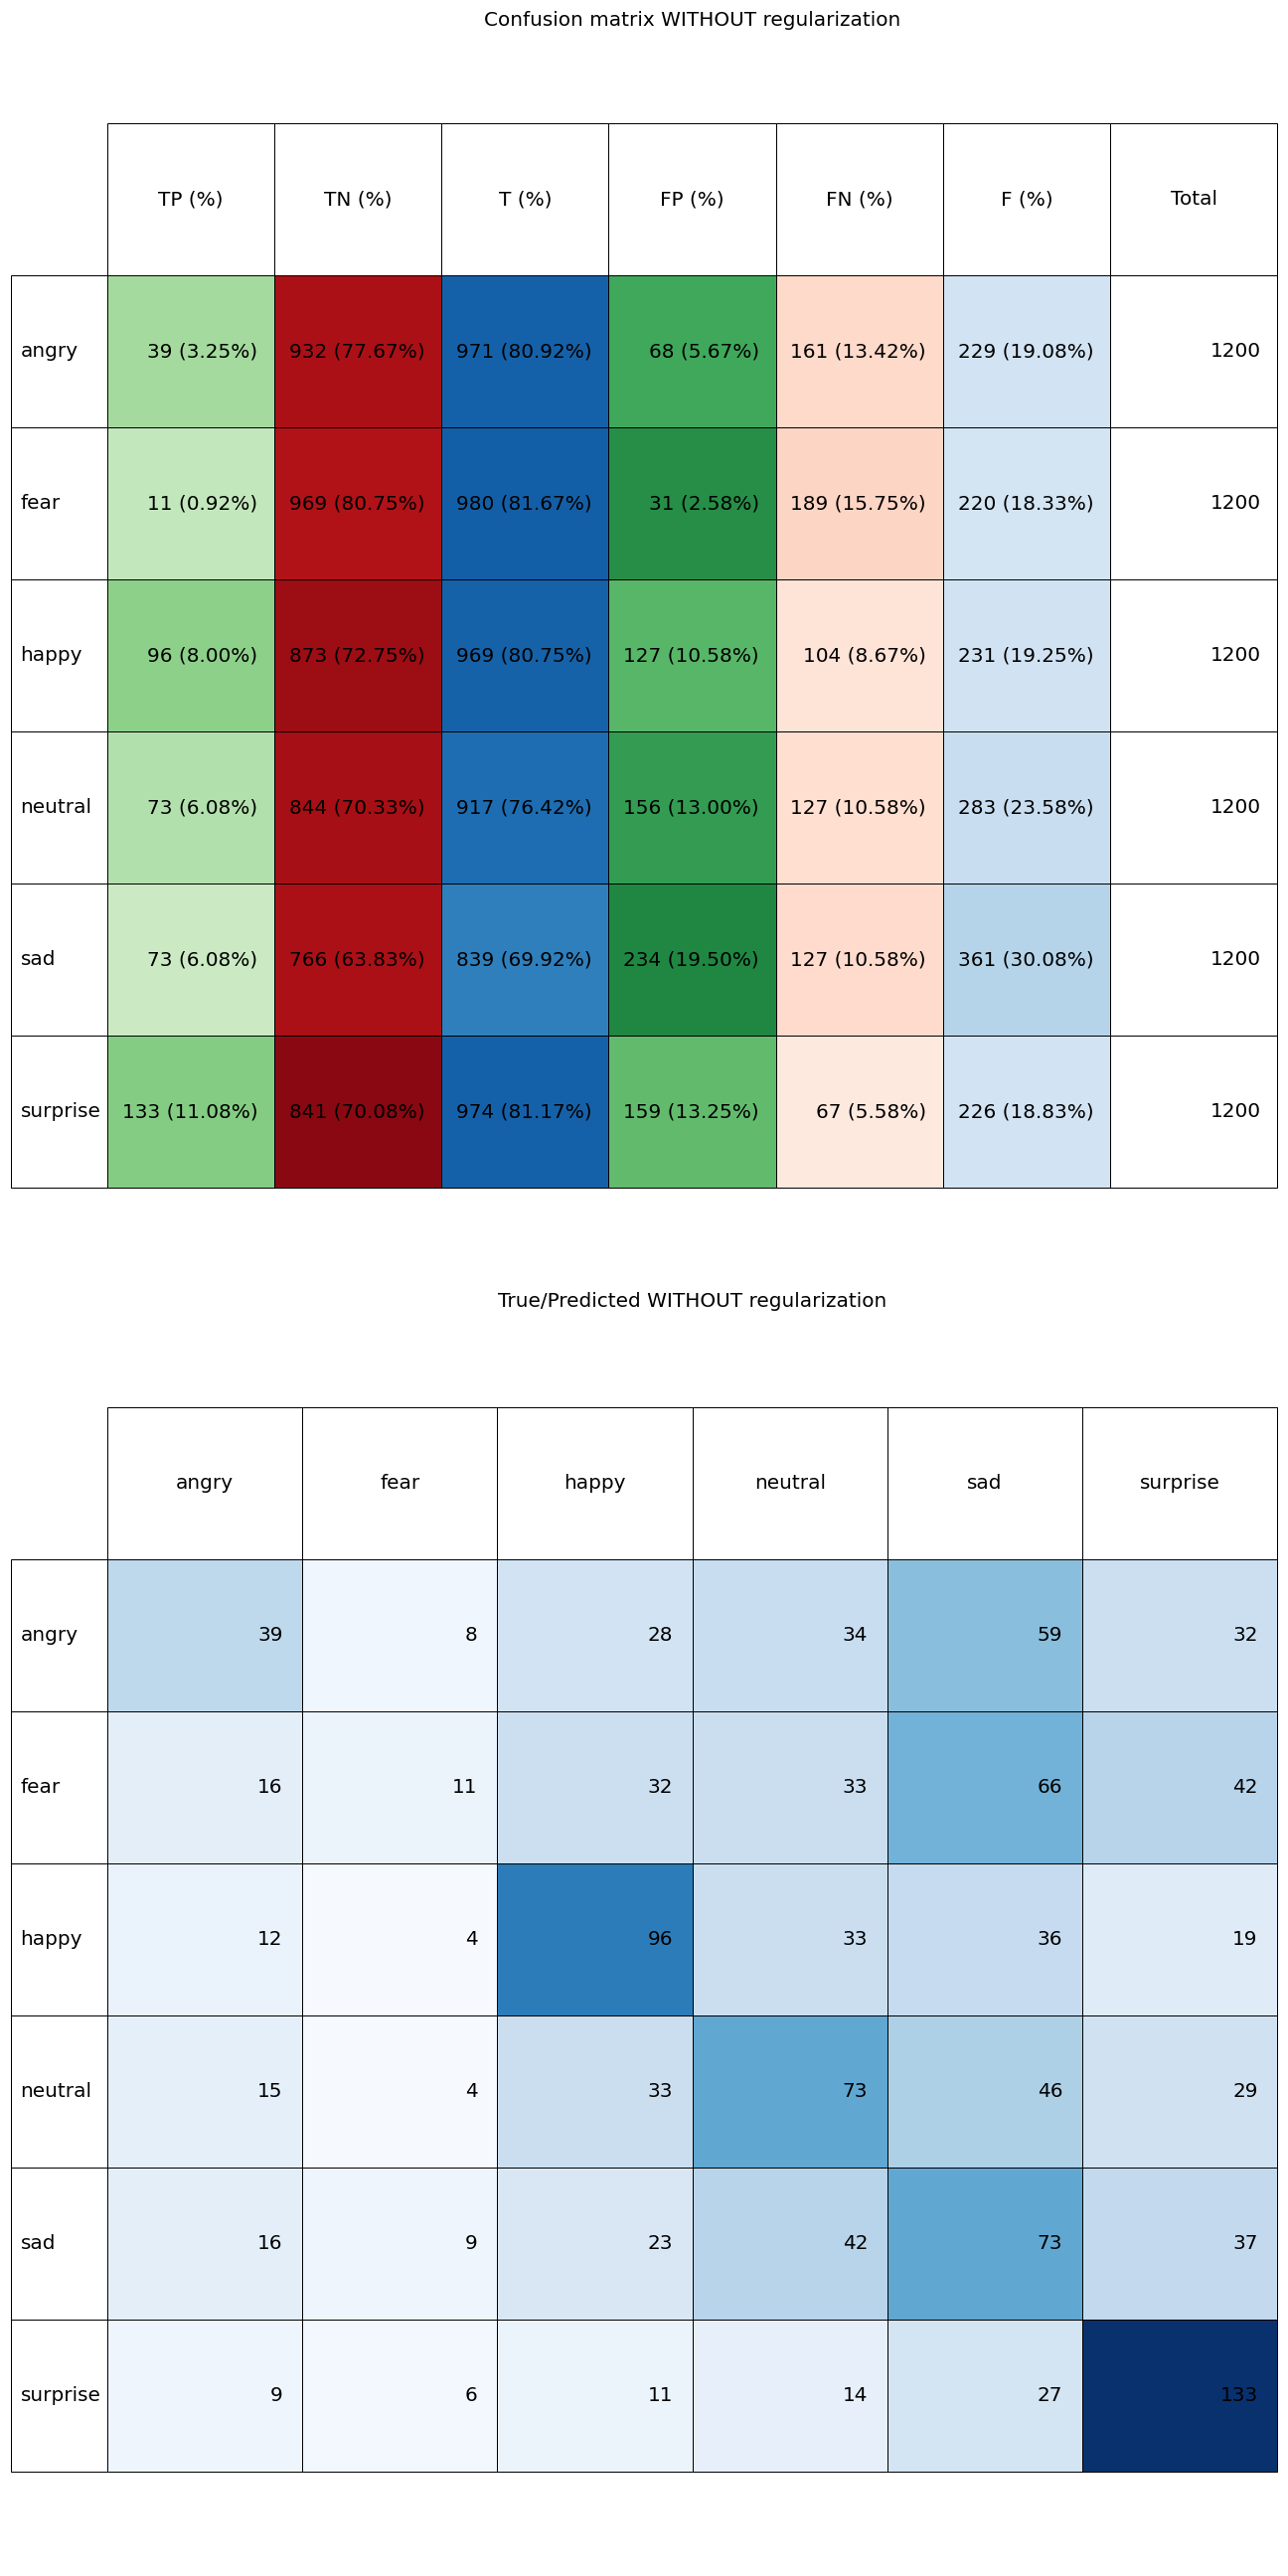 Confusion matrix WITHOUT regularization
TP (%) TN (%) T (%) FP (%) FN (%) F (%) Total
angry 39 (3.25%) 932 (77.67%) 971 (80.92%) 68 (5.67%) 161 (13.42%) 229 (19.08%) 1200
fear 11 (0.92%) 969 (80.75%) 980 (81.67%) 31 (2.58%) 189 (15.75%) 220 (18.33%) 1200
happy 96 (8.00%) 873 (72.75%) 969 (80.75%) 127 (10.58%) 104 (8.67%) 231 (19.25%) 1200
neutral 73 (6.08%) 844 (70.33%) 917 (76.42%) 156 (13.00%) 127 (10.58%) 283 (23.58%) 1200
sad 73 (6.08%) 766 (63.83%) 839 (69.92%) 234 (19.50%) 127 (10.58%) 361 (30.08%) 1200
surprise 133 (11.08%) 841 (70.08%) 974 (81.17%) 159 (13.25%) 67 (5.58%) 226 (18.83%) 1200
True/Predicted WITHOUT regularization
angry fear happy neutral sad surprise
angry 39 8 28 34 59 32
fear 16 11 32 33 66 42
happy 12 4 96 33 36 19
neutral 15 4 33 73 46 29
sad 16 9 23 42 73 37
surprise 9 6 11 14 27 133